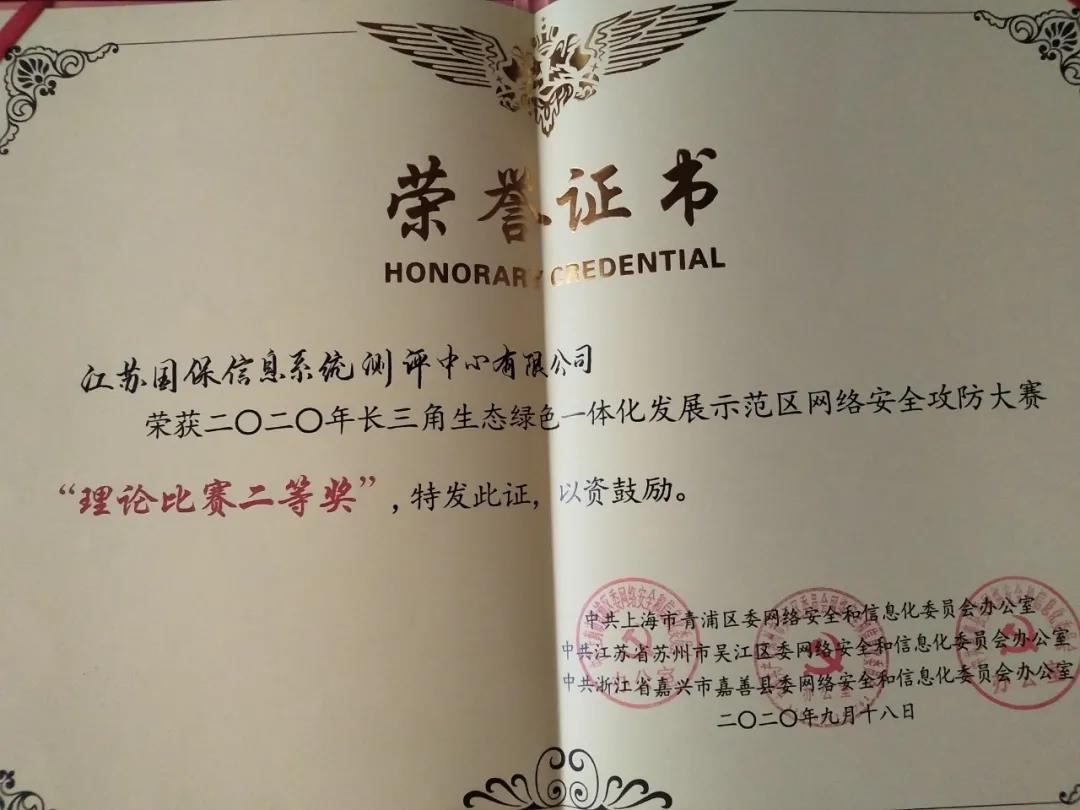 荣誉证书
HONORARY CREDENTIAL
江苏国保信息系统测评中心有限公司
荣获二〇二〇年长三角生态绿色一体化发展示范区网络安全攻防大赛
“理论比赛二等奖”，特发此证，以资鼓励。
中共上海市青浦区委网络安全和信息化委员会办公室
中共江苏省苏州市吴江区委网络安全和信息化委员会办公室
中共浙江省嘉兴市嘉善县委网络安全和信息化委员会办公室
二〇二〇年九月十八日